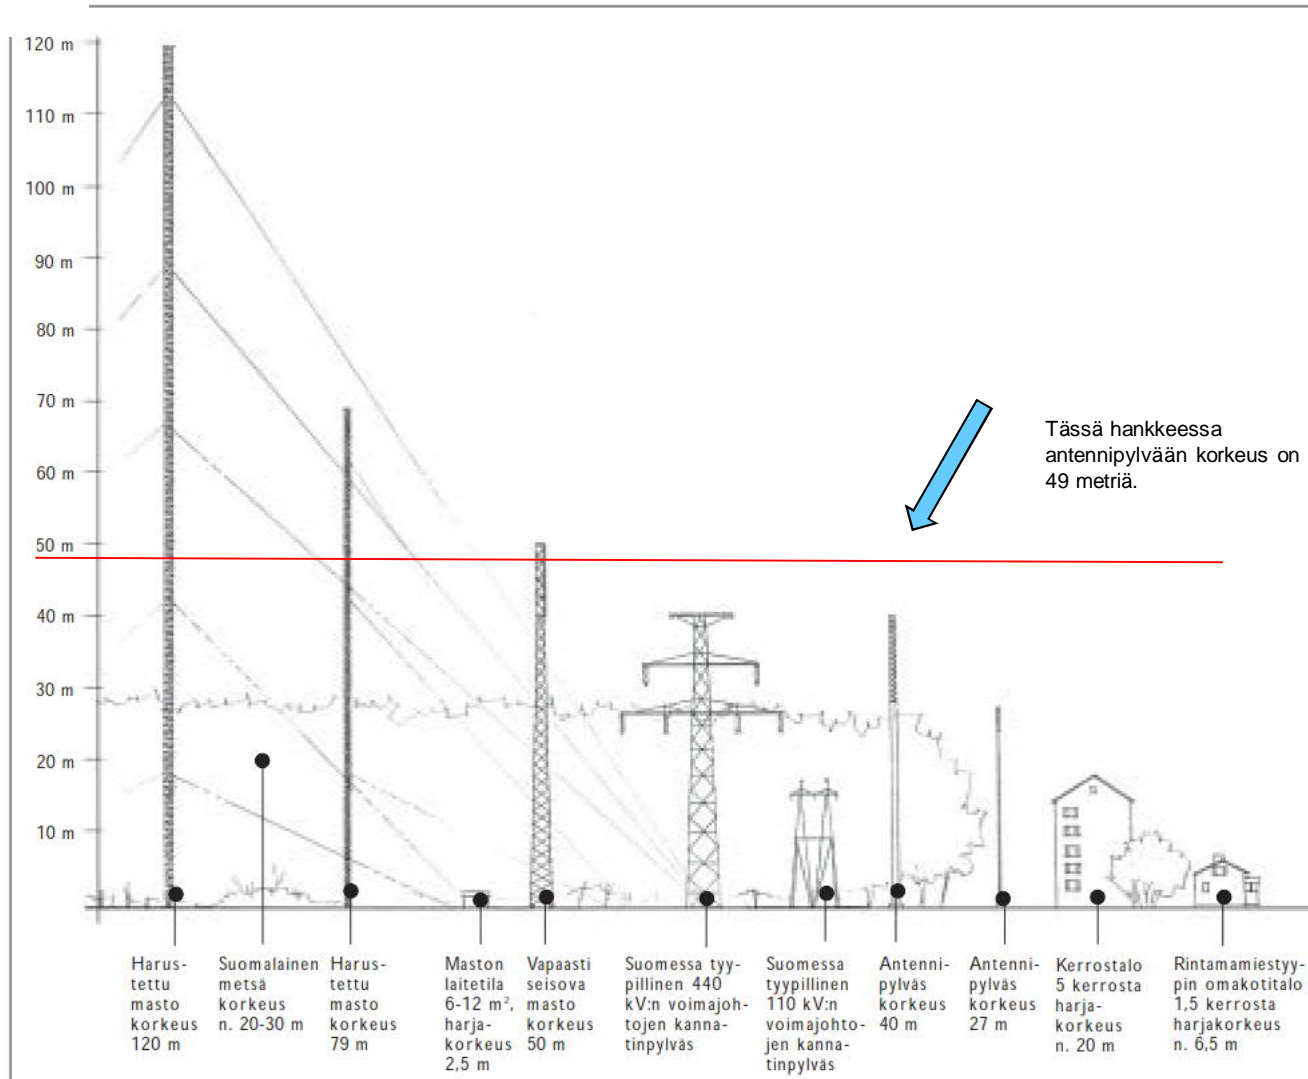 120 m
110 m
100 m
90 m
80 m
70 m
60 m
50 m
40 m
30 m
20 m
10 m
Tässä hankkeessa
antennipylvään korkeus on
49 metriä.
Harus-
tettu
masto
korkeus
120 m
Suomalainen
metsä
korkeus
n. 20-30 m
Harus-
tettu
masto
korkeus
79 m
Maston
laitetila
6-12 m²,
harja-
korkeus
2,5 m
Vapaasti
seisova
masto
korkeus
50 m
Suomessa tyy-
pillinen 440
kV:n voimajoh-
tojen kanna-
tinpylväs
Suomessa
tyypillinen
110 kV:n
voimajohto-
jen kanna-
tinpylväs
Antenni-
pylväs
korkeus
40 m
Antenni-
pylväs
korkeus
27 m
Kerrostalo
5 kerrosta
harja-
korkeus
n. 20 m
Rintamamiestyy-
pin omakotitalo
1,5 kerrosta
harjakorkeus
n. 6,5 m